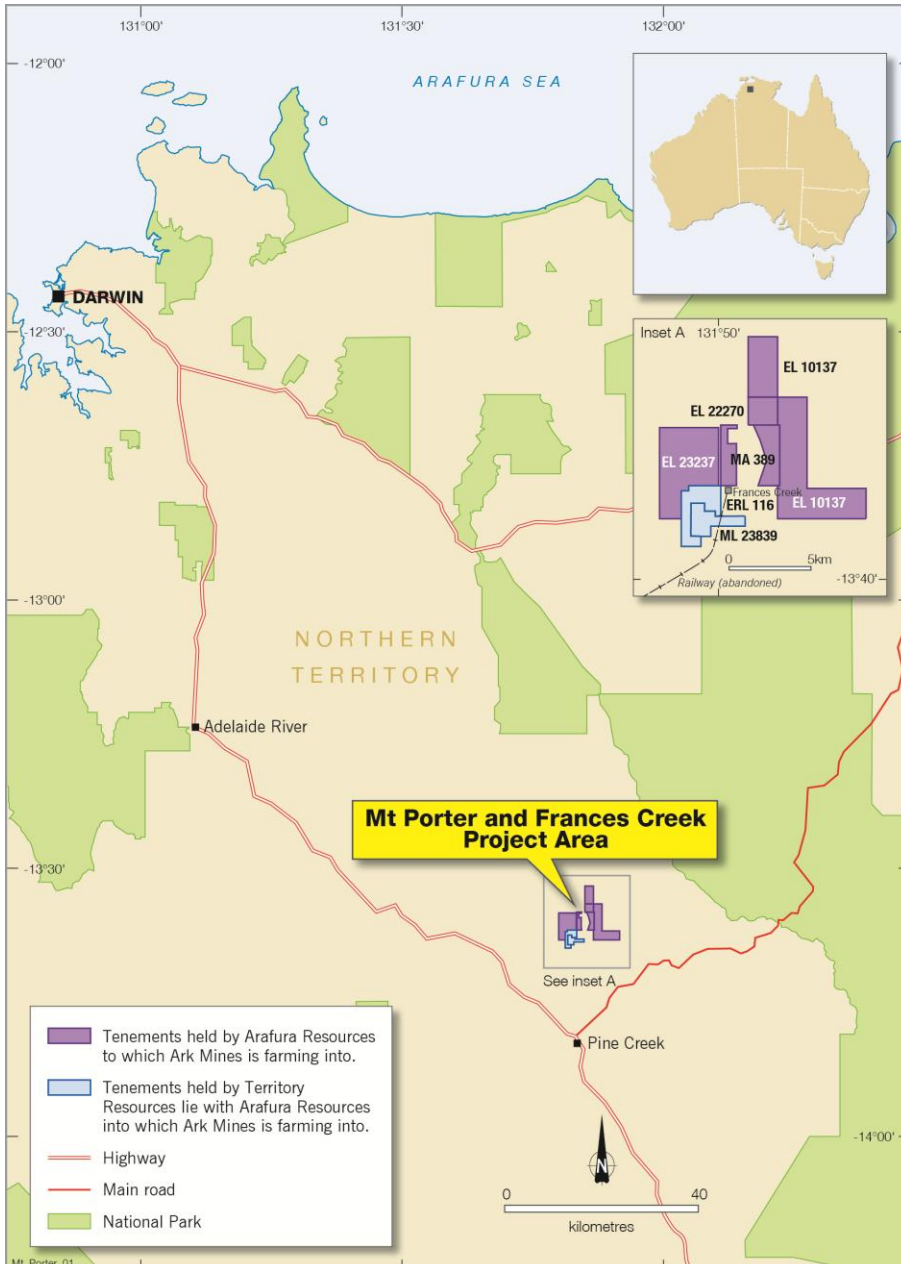 131°00'
131°30'
132°00'
-12°00'
ARAFURA SEA
DARWIN
-12°30'
Inset A
131°50'
EL 10137
EL 22270
EL 23237
MA 389
Frances Creek
ERL 116
EL 10137
ML 23839
0
5km
Railway (abandoned)
-13°40'
-13°00'
NORTHERN
TERRITORY
Adelaide River
Mt Porter and Frances Creek
Project Area
-13°30'
See inset A
Pine Creek
Tenements held by Arafura Resources
to which Ark Mines is farming into.
Tenements held by Territory
Resources lie with Arafura Resources
into which Ark Mines is farming into.
Highway
Main road
National Park
N
0
40
kilometres
-14°00'
Mt. Porter_01